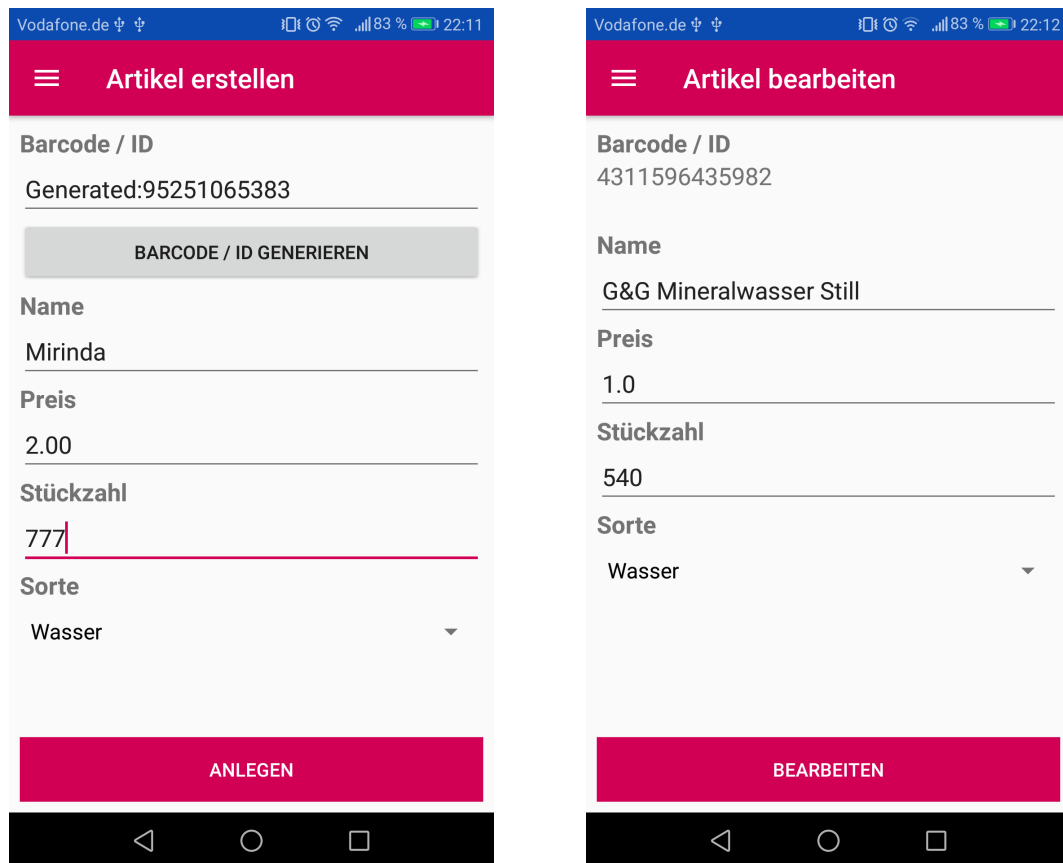 Vodafone.de 83 % 22:11
Artikel erstellen
Barcode / ID
Generated:95251065383
BARCODE / ID GENERIEREN
Name
Mirinda
Preis
2.00
Stückzahl
777
Sorte
Wasser
ANLEGEN
Vodafone.de 83 % 22:12
Artikel bearbeiten
Barcode / ID
4311596435982
Name
G&G Mineralwasser Still
Preis
1.0
Stückzahl
540
Sorte
Wasser
BEARBEITEN